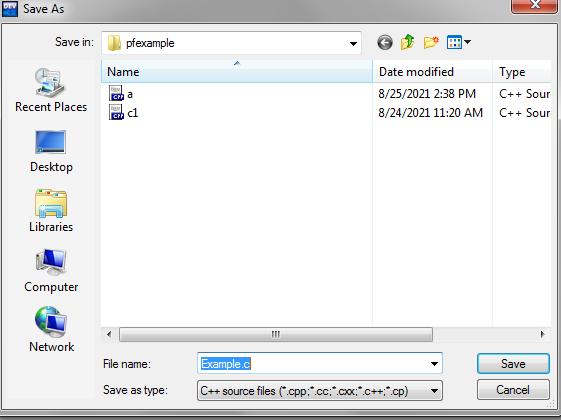 Save As
Save in: pfexample
Name Date modified Type
a 8/25/2021 2:38 PM C++ Sour
c1 8/24/2021 11:20 AM C++ Sour
Recent Places
Desktop
Libraries
Computer
Network
File name: Example.c Save
Save as type: C++ source files (*.cpp;*.cc;*.cxx;*.c++;*.cp) Cancel